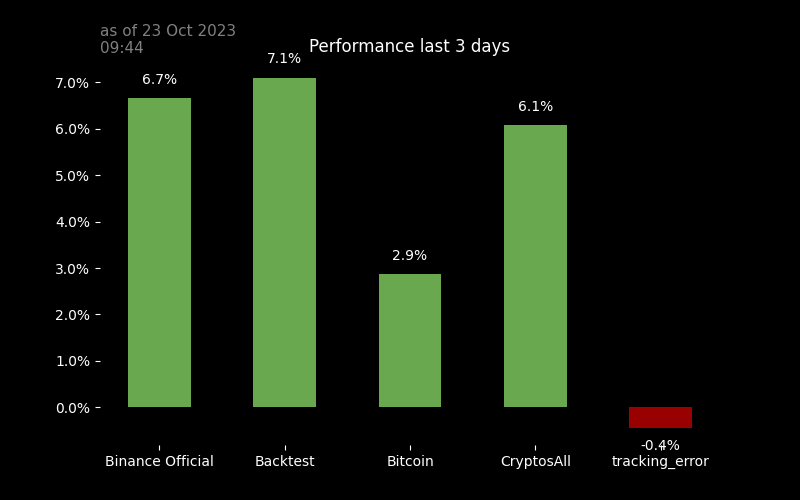 as of 23 Oct 2023
09:44
Performance last 3 days
7.0%
6.0%
5.0%
4.0%
3.0%
2.0%
1.0%
0.0%
6.7%
7.1%
2.9%
6.1%
-0.4%
Binance Official
Backtest
Bitcoin
CryptosAll
tracking_error